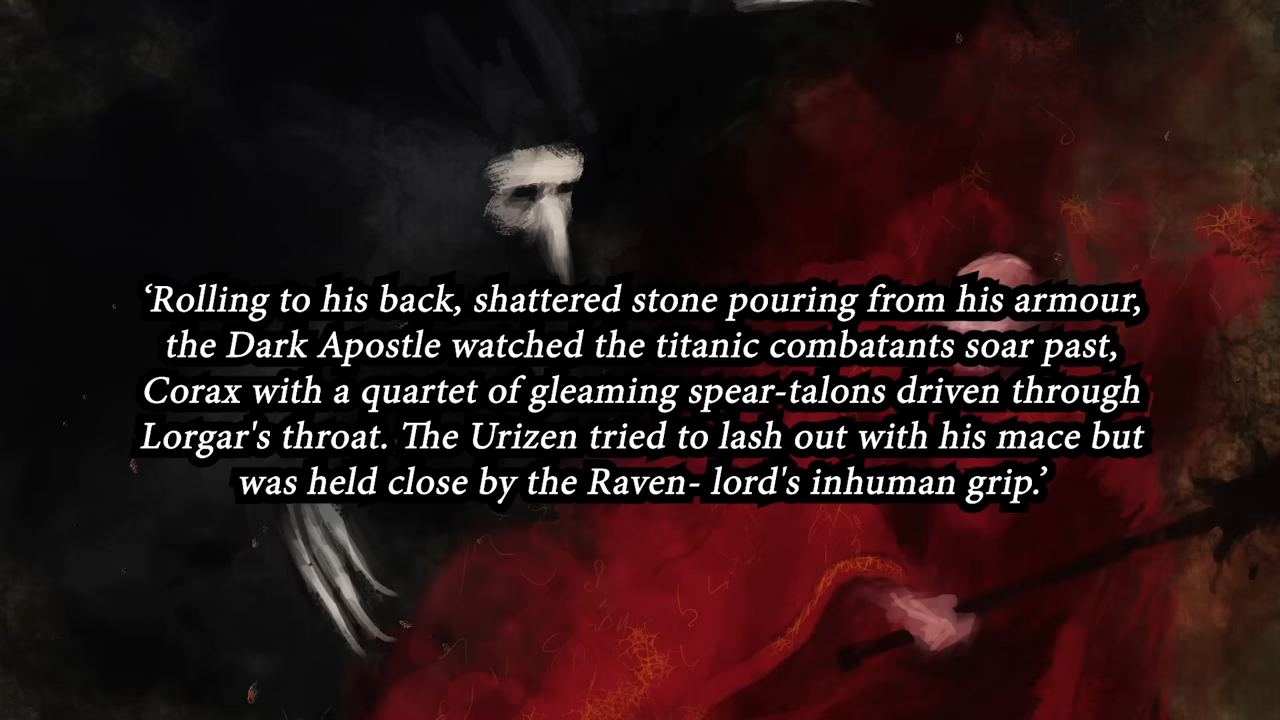 ‘Rolling to his back, shattered stone pouring from his armour,
the Dark Apostle watched the titanic combatants soar past,
Corax with a quartet of gleaming spear-talons driven through
Lorgar's throat. The Urizen tried to lash out with his mace but
was held close by the Raven- lord's inhuman grip.’